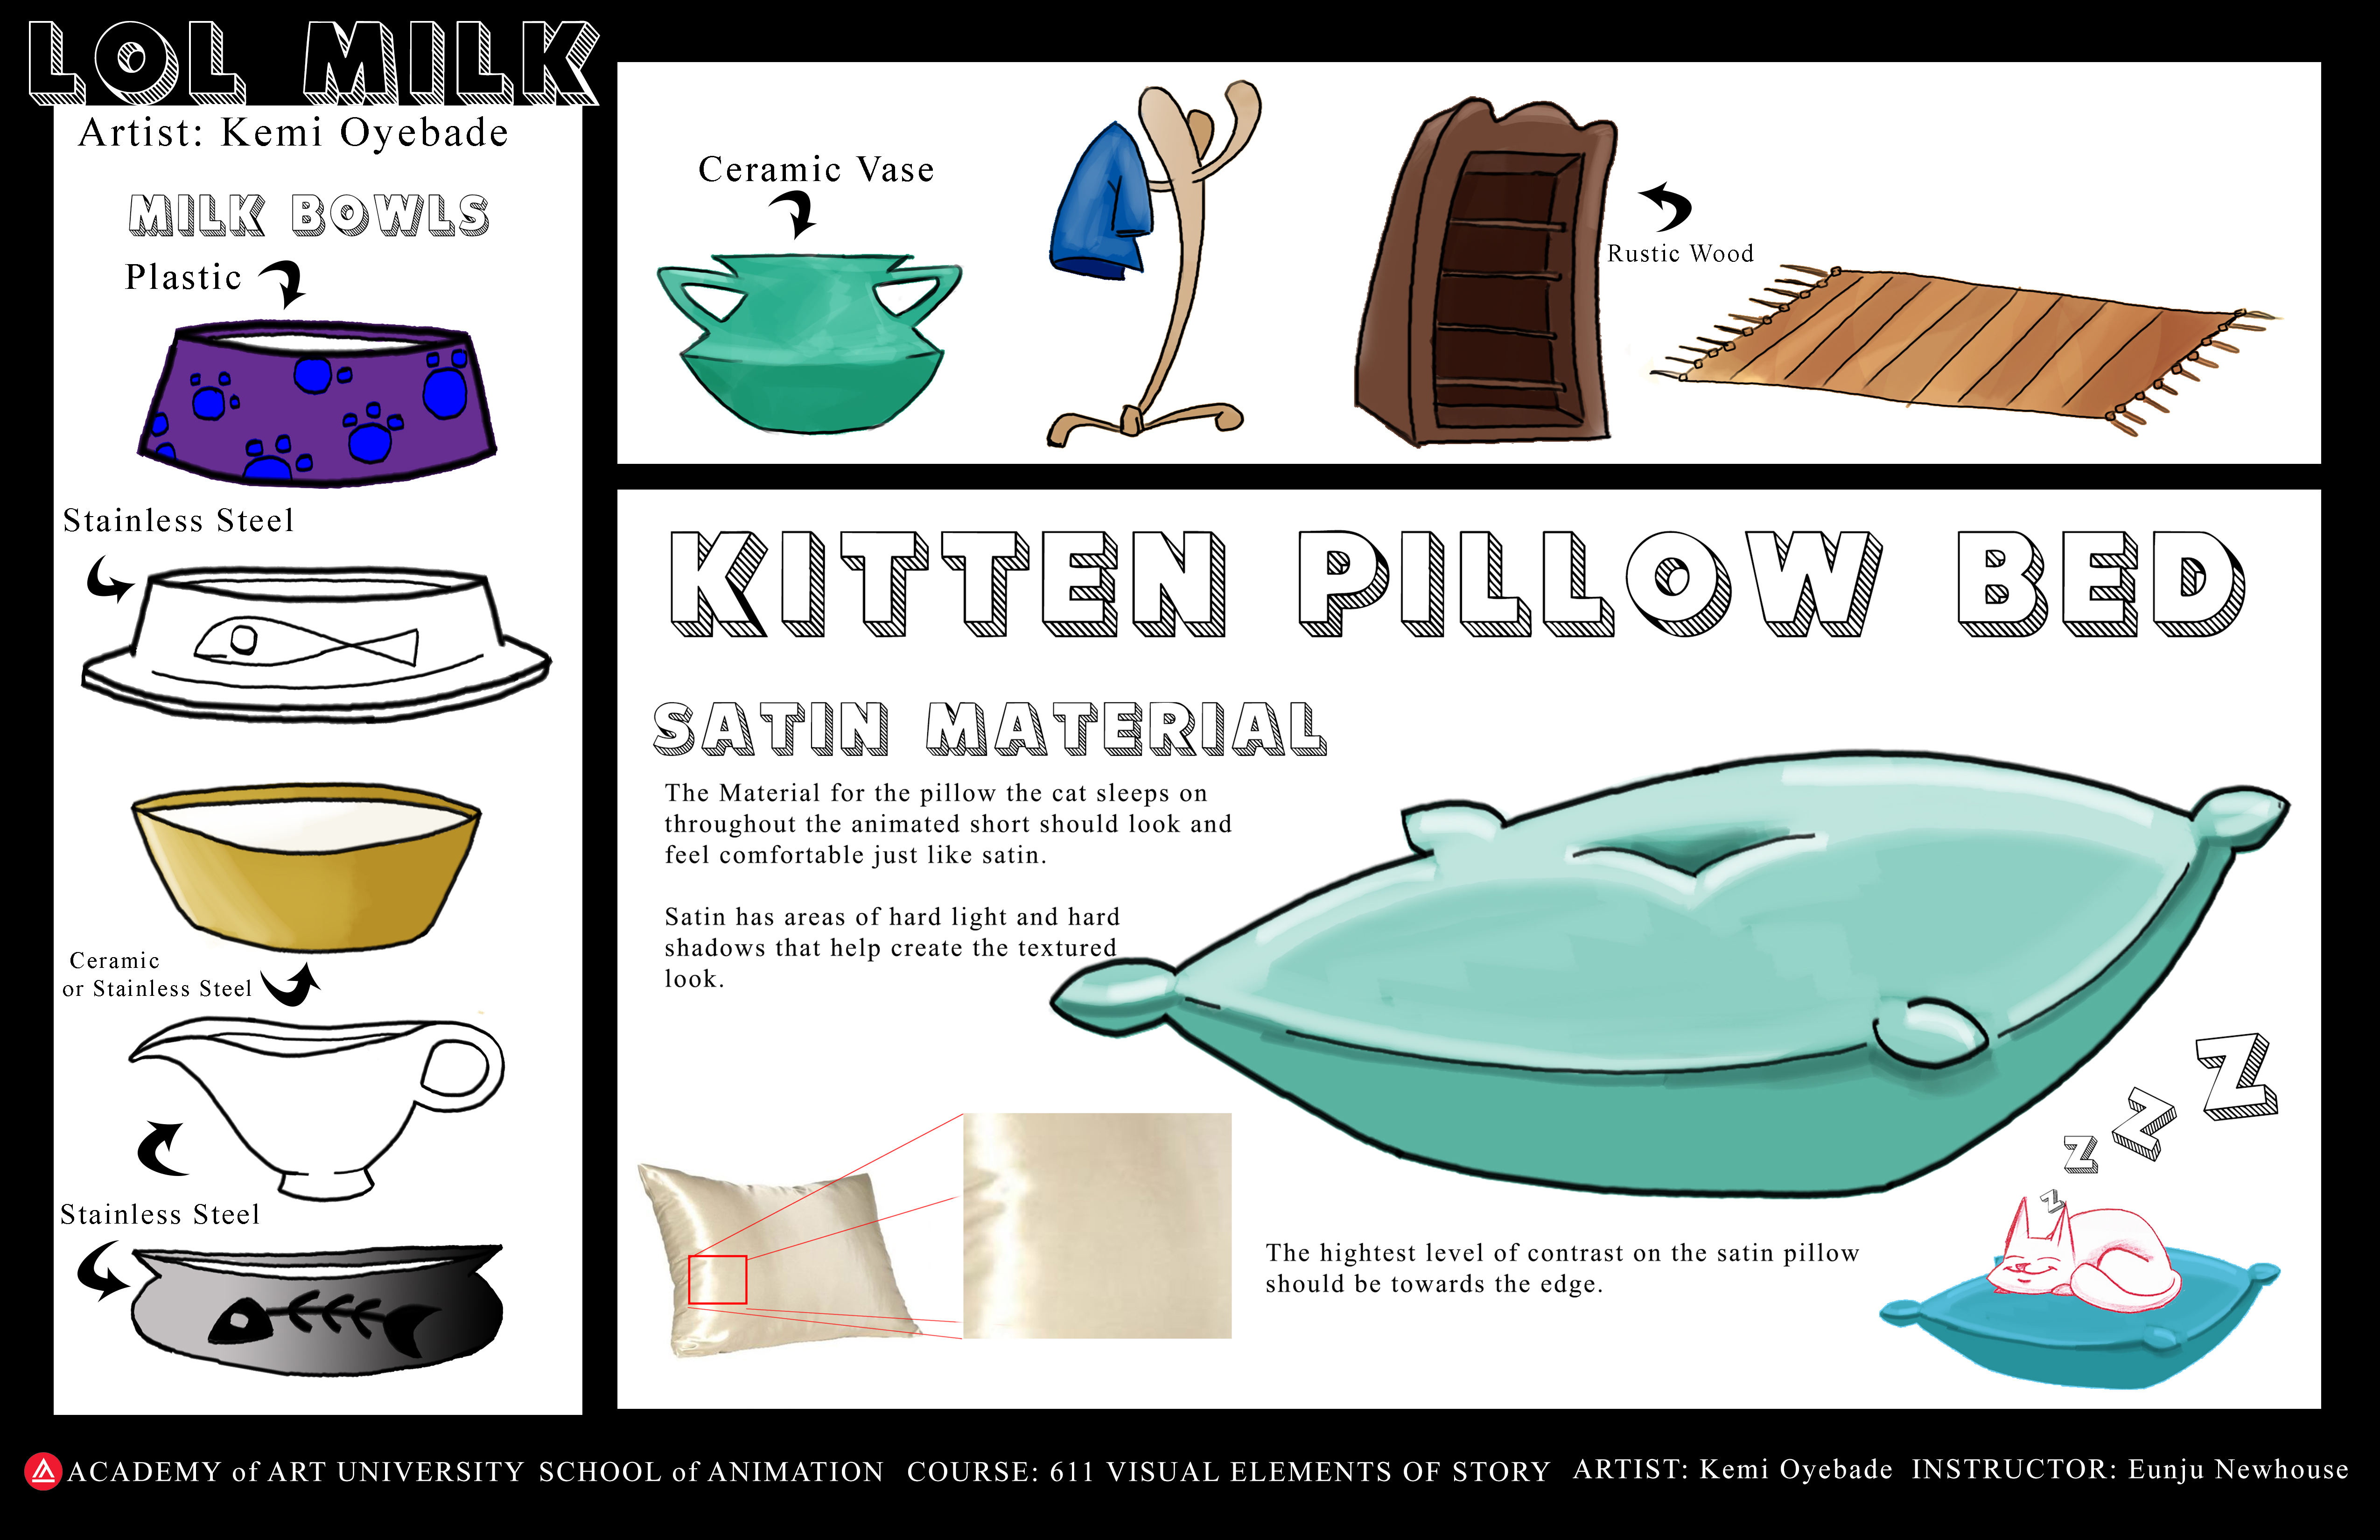 LOL MILK
Artist: Kemi Oyebade
MILK BOWLS
Plastic
Stainless Steel
Ceramic
or Stainless Steel
Stainless Steel
Ceramic Vase
Rustic Wood
KITTEN PILLOW BED
SATIN MATERIAL
The Material for the pillow the cat sleeps on
throughout the animated short should look and
feel comfortable just like satin.
Satin has areas of hard light and hard
shadows that help create the textured
look.
The hightest level of contrast on the satin pillow
should be towards the edge.
Z
Z
Z
Z
ACADEMY of ART UNIVERSITY SCHOOL of ANIMATION COURSE: 611 VISUAL ELEMENTS OF STORY ARTIST: Kemi Oyebade INSTRUCTOR: Eunju Newhouse